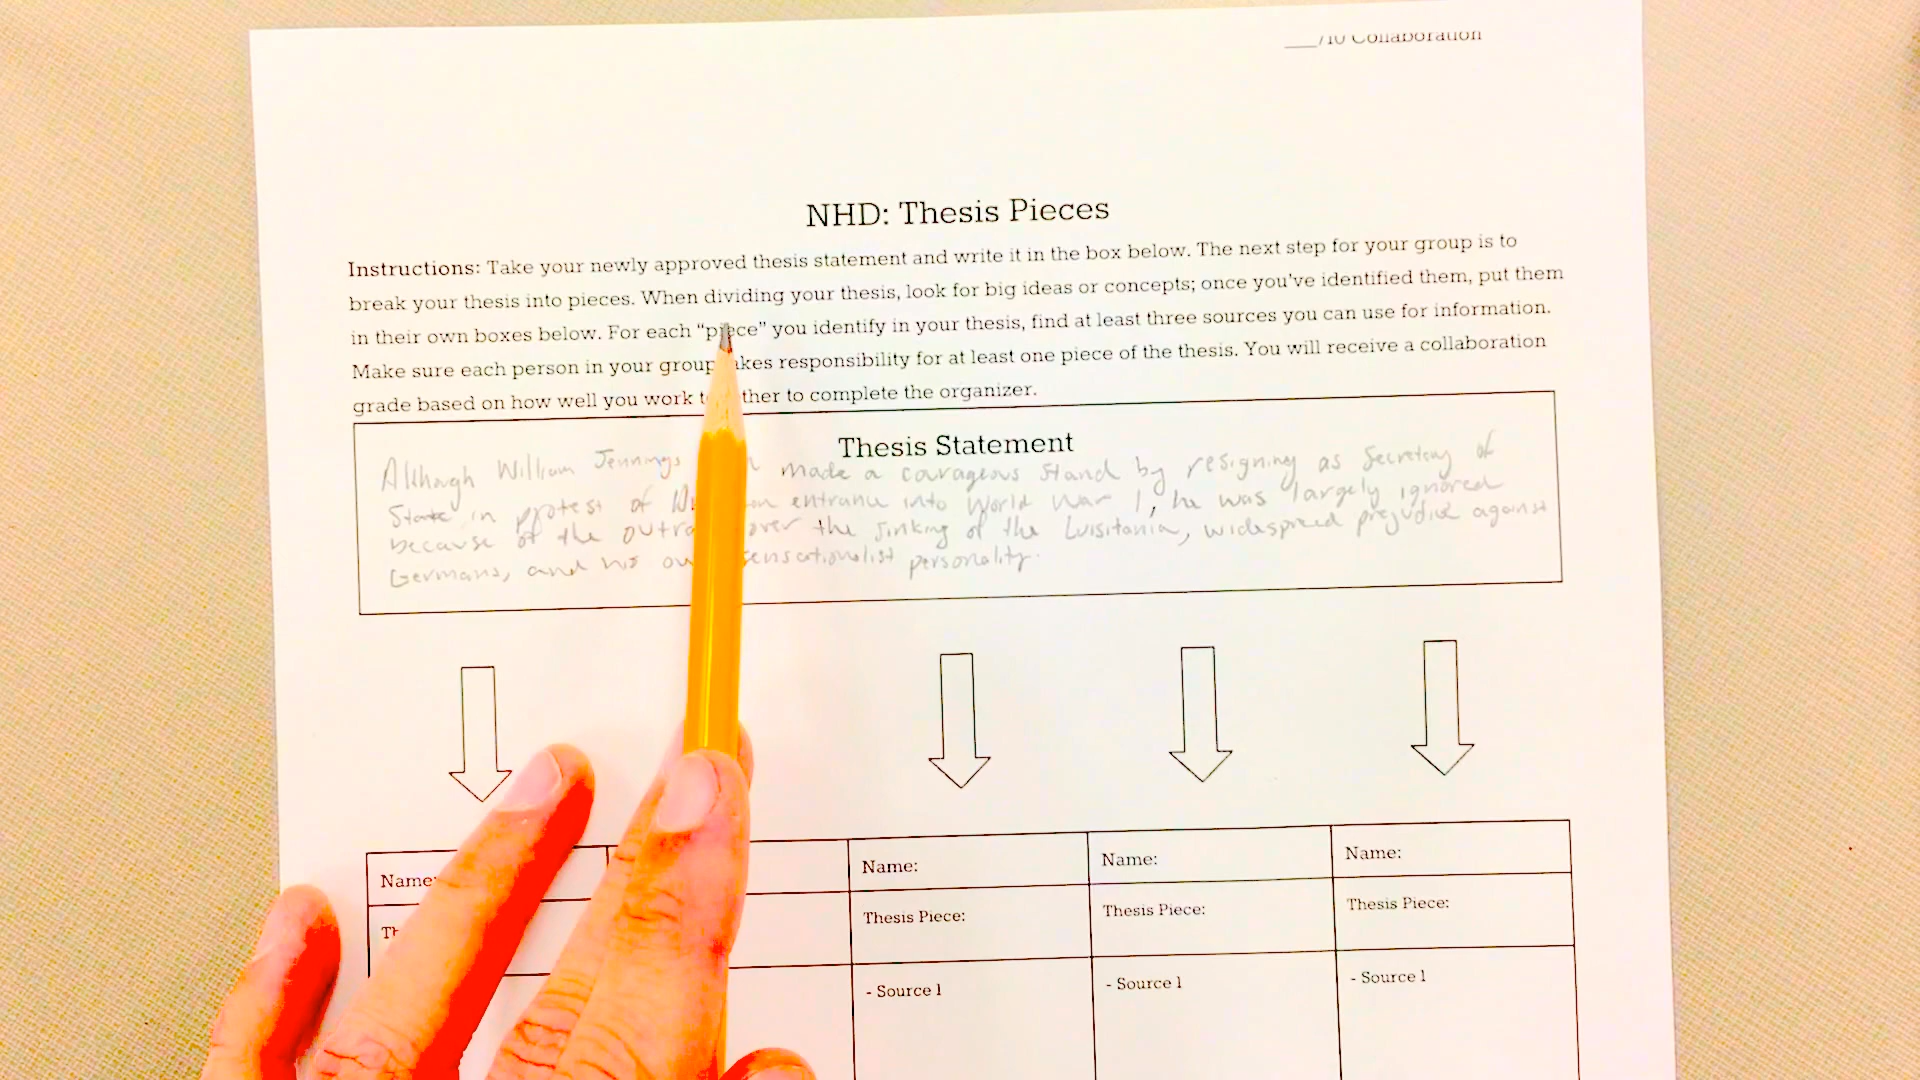 ___/10 Collaboration
NHD: Thesis Pieces
Instructions: Take your newly approved thesis statement and write it in the box below. The next step for your group is to
break your thesis into pieces. When dividing your thesis, look for big ideas or concepts; once you've identified them, put them
in their own boxes below. For each "piece" you identify in your thesis, find at least three sources you can use for information.
Make sure each person in your group takes responsibility for at least one piece of the thesis. You will receive a collaboration
grade based on how well you work together to complete the organizer.
Thesis Statement
Although William Jennings made a courageous stand by resigning as Secretary of
State in protest of entrance into World War 1, he was largely ignored
because of the over the sinking of the Luisitania, widespread prejudice against
Germans, and his sensationalist personality.
Name: Name: Name: Name:
Thesis Piece: Thesis Piece: Thesis Piece:
- Source 1 - Source 1 - Source 1